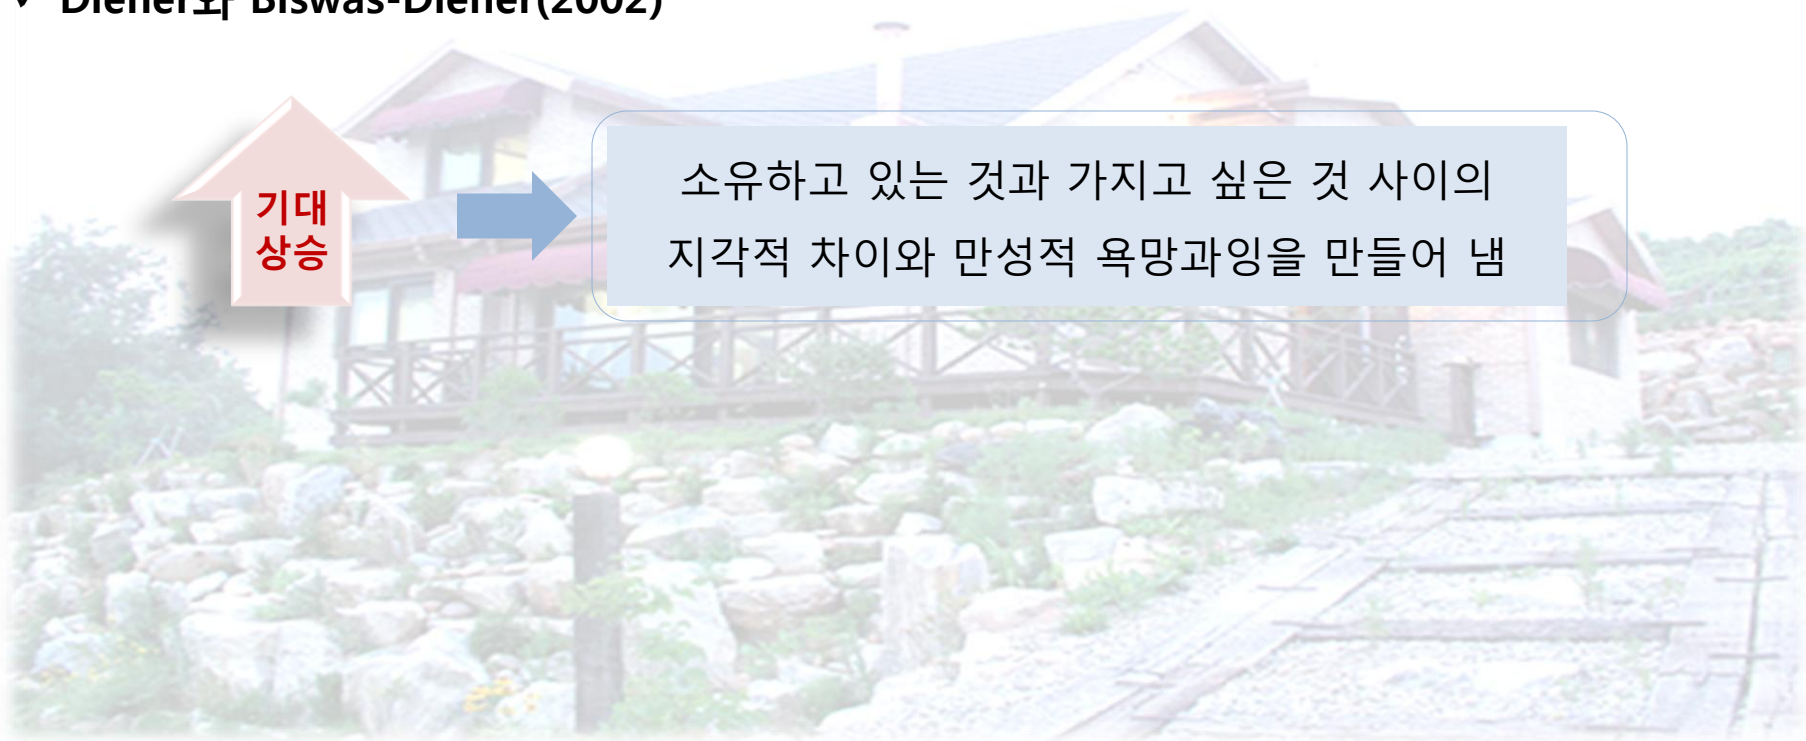 ✓ Diener와 Biswas-Diener(2002)
기대
상승
소유하고 있는 것과 가지고 싶은 것 사이의
지각적 차이와 만성적 욕망과잉을 만들어 냄